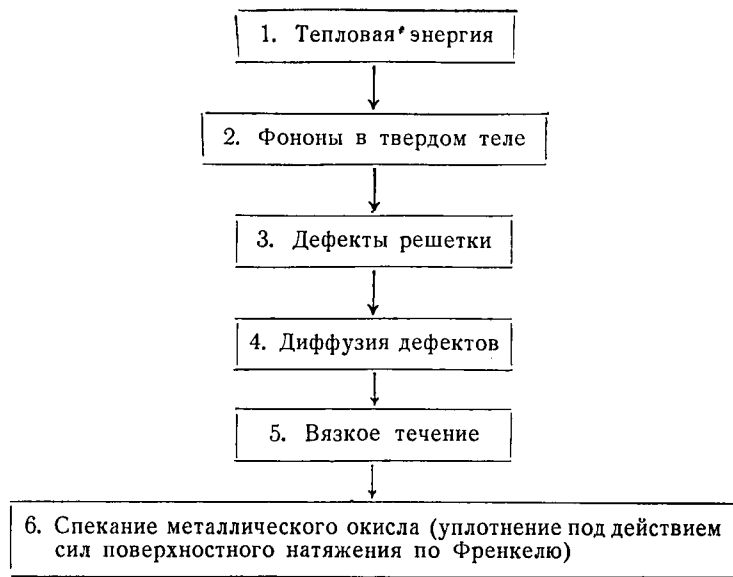 1. Тепловая энергия
2. Фононы в твердом теле
3. Дефекты решетки
4. Диффузия дефектов
5. Вязкое течение
6. Спекание металлического окисла (уплотнение под действием
сил поверхностного натяжения по Френкелю)